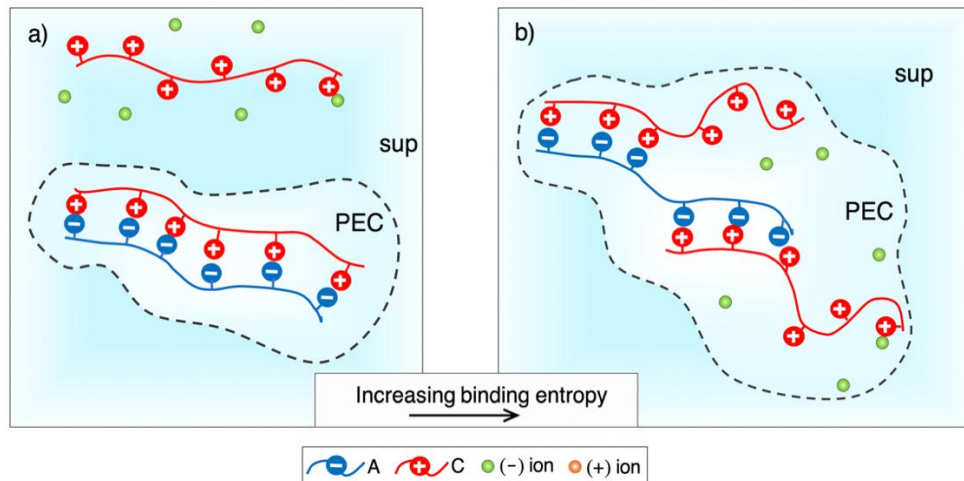 a)
sup
PEC
b)
sup
PEC
Increasing binding entropy
A C (−) ion (+) ion